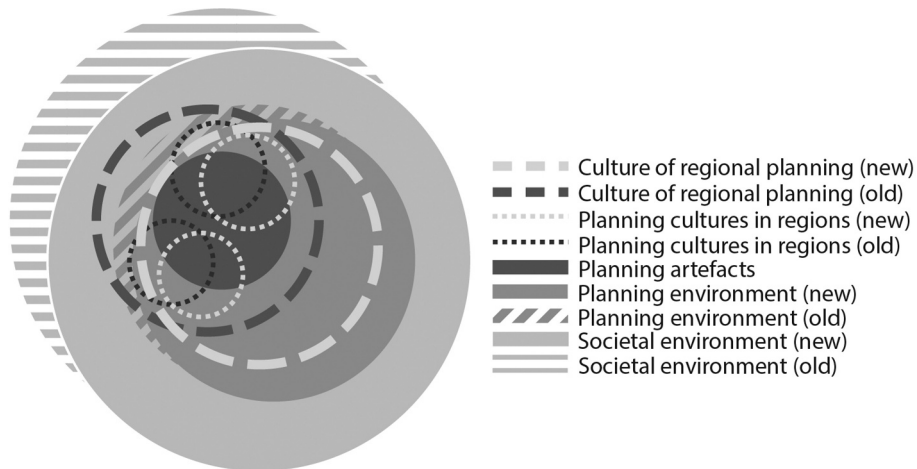 Culture of regional planning (new)
Culture of regional planning (old)
Planning cultures in regions (new)
Planning cultures in regions (old)
Planning artefacts
Planning environment (new)
Planning environment (old)
Societal environment (new)
Societal environment (old)